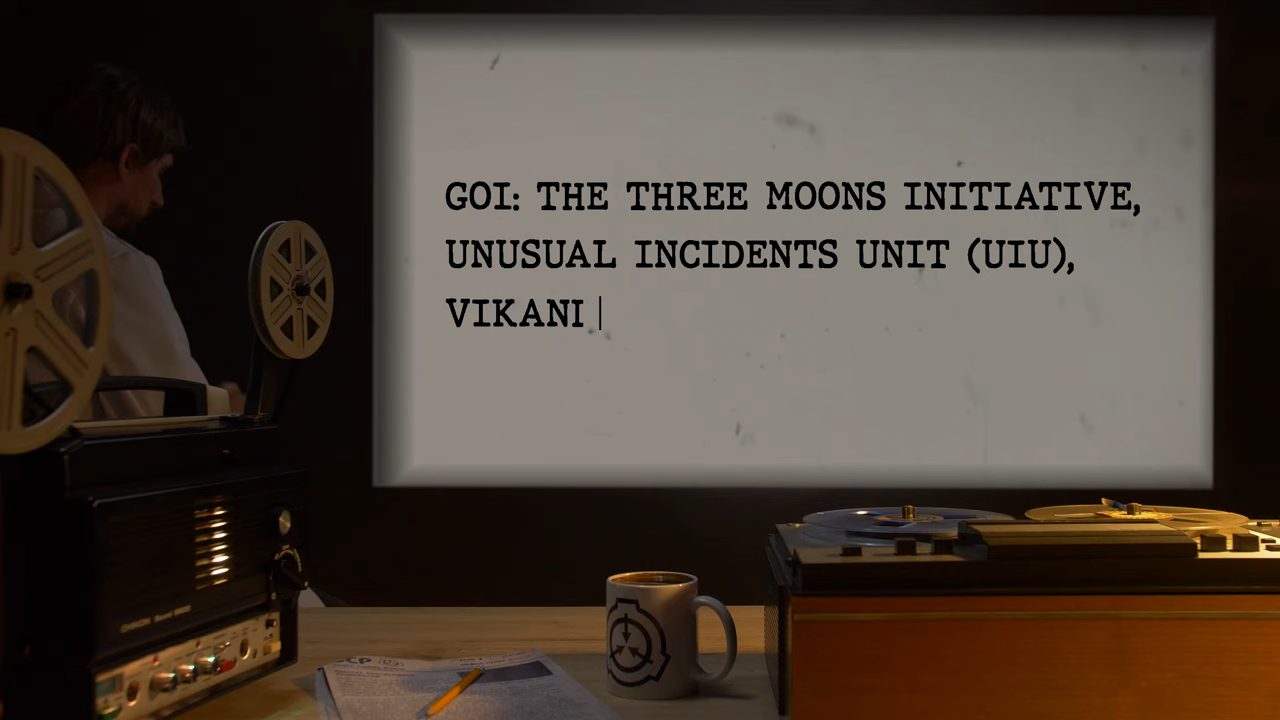 GOI: THE THREE MOONS INITIATIVE,
UNUSUAL INCIDENTS UNIT (UIU),
VIKANI